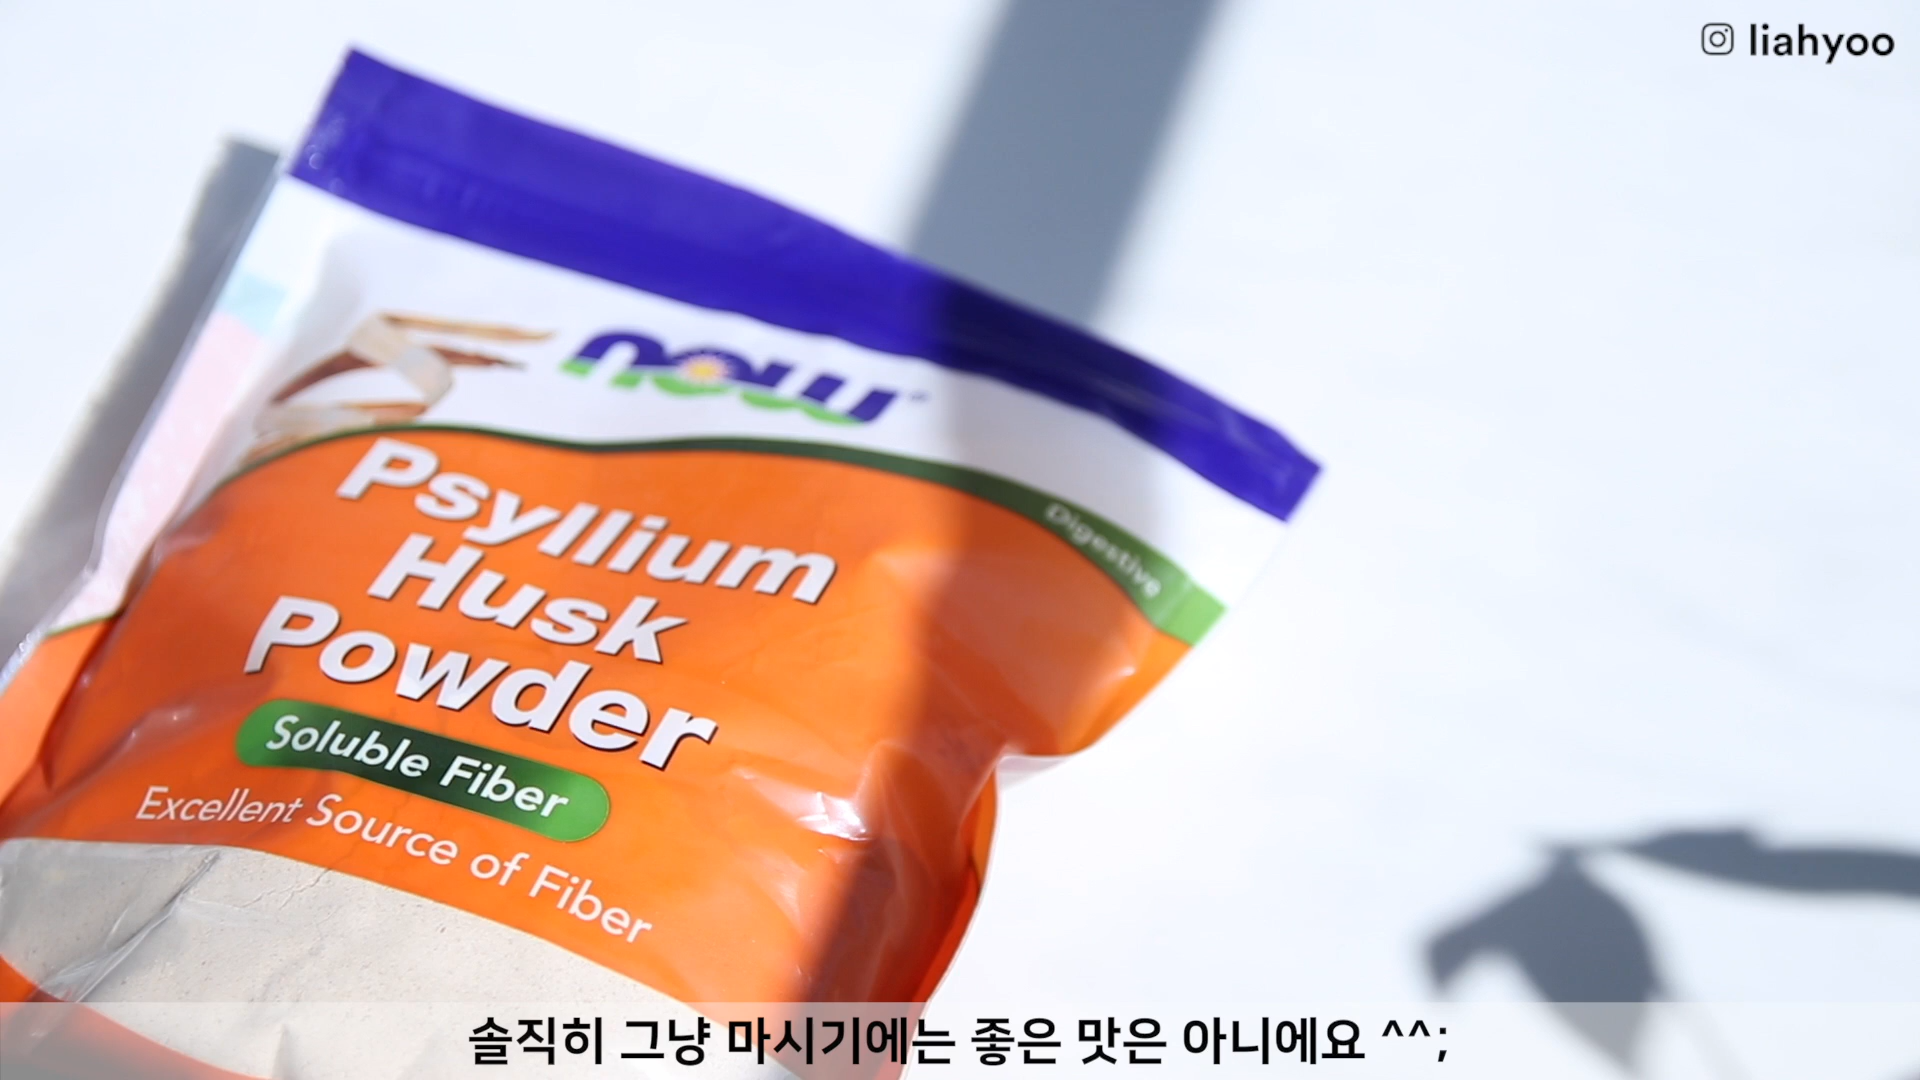 liahyoo
now
Digestive
Psyllium
Husk
Powder
Soluble Fiber
Excellent Source of Fiber
솔직히 그냥 마시기에는 좋은 맛은 아니에요 ^^;